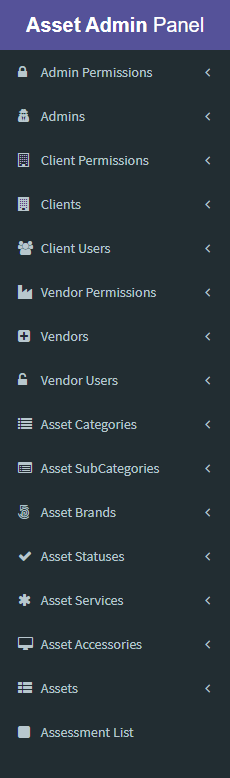 Asset Admin Panel
Admin Permissions
Admins
Client Permissions
Clients
Client Users
Vendor Permissions
Vendors
Vendor Users
Asset Categories
Asset SubCategories
Asset Brands
Asset Statuses
Asset Services
Asset Accessories
Assets
Assessment List